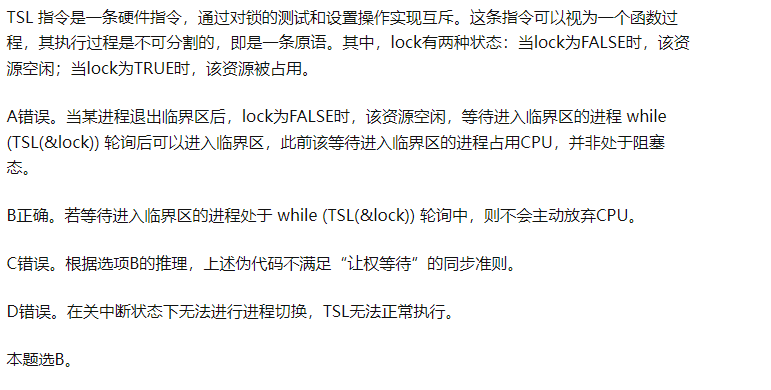 TSL 指令是一条硬件指令，通过对锁的测试和设置操作实现互斥。这条指令可以视为一个函数过
程，其执行过程是不可分割的，即是一条原语。其中，lock有两种状态：当lock为FALSE时，该资
源空闲；当lock为TRUE时，该资源被占用。
A错误。当某进程退出临界区后，lock为FALSE时，该资源空闲，等待进入临界区的进程 while
(TSL(&lock)) 轮询后可以进入临界区，此前该等待进入临界区的进程占用CPU，并非处于阻塞
态。
B正确。若等待进入临界区的进程处于 while (TSL(&lock)) 轮询中，则不会主动放弃CPU。
C错误。根据选项B的推理，上述伪代码不满足“让权等待”的同步准则。
D错误。在关中断状态下无法进行进程切换，TSL无法正常执行。
本题选B。